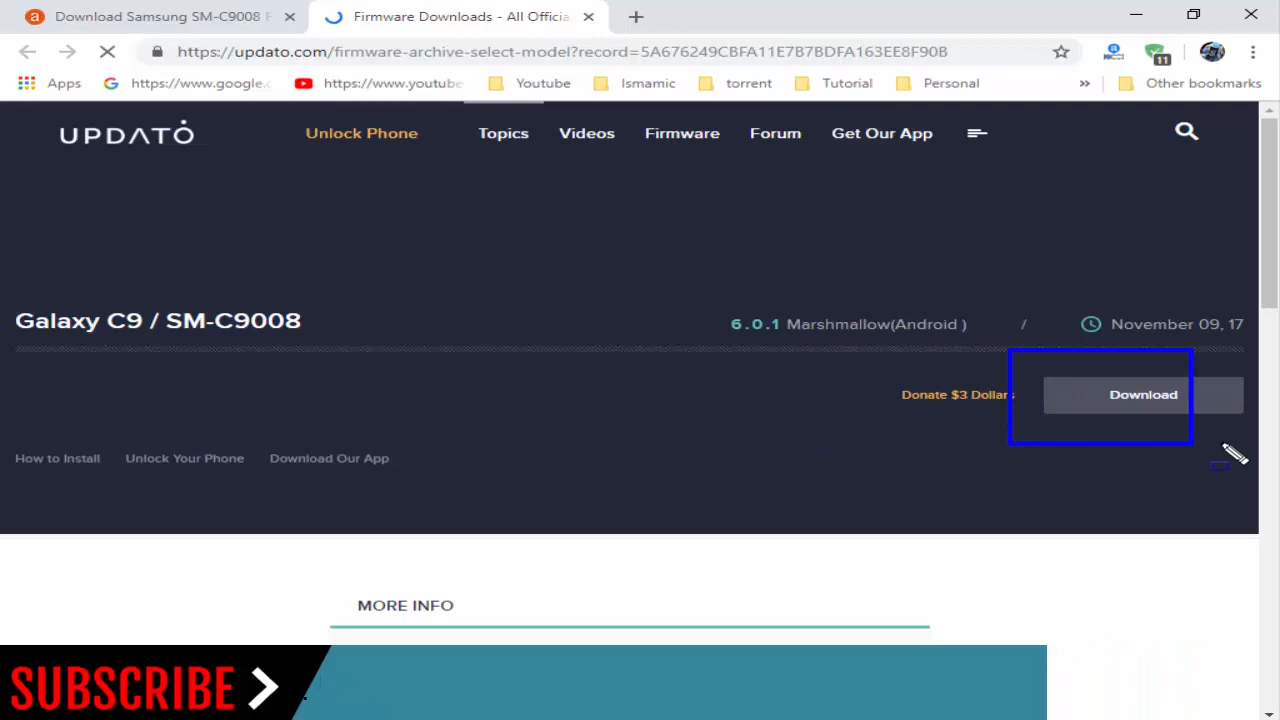 Download Samsung SM-C9008 F
Firmware Downloads - All Officia
https://updato.com/firmware-archive-select-model?record=5A676249CBFA11E7B7BDFA163EE8F90B
11
Apps
https://www.google.c
https://www.youtube
Youtube
Ismamic
torrent
Tutorial
Personal
»
Other bookmarks
UPDATO
Unlock Phone
Topics
Videos
Firmware
Forum
Get Our App
Galaxy C9 / SM-C9008
6.0.1 Marshmallow(Android )
/
November 09, 17
Donate $3 Dollars
Download
How to Install
Unlock Your Phone
Download Our App
MORE INFO
SUBSCRIBE